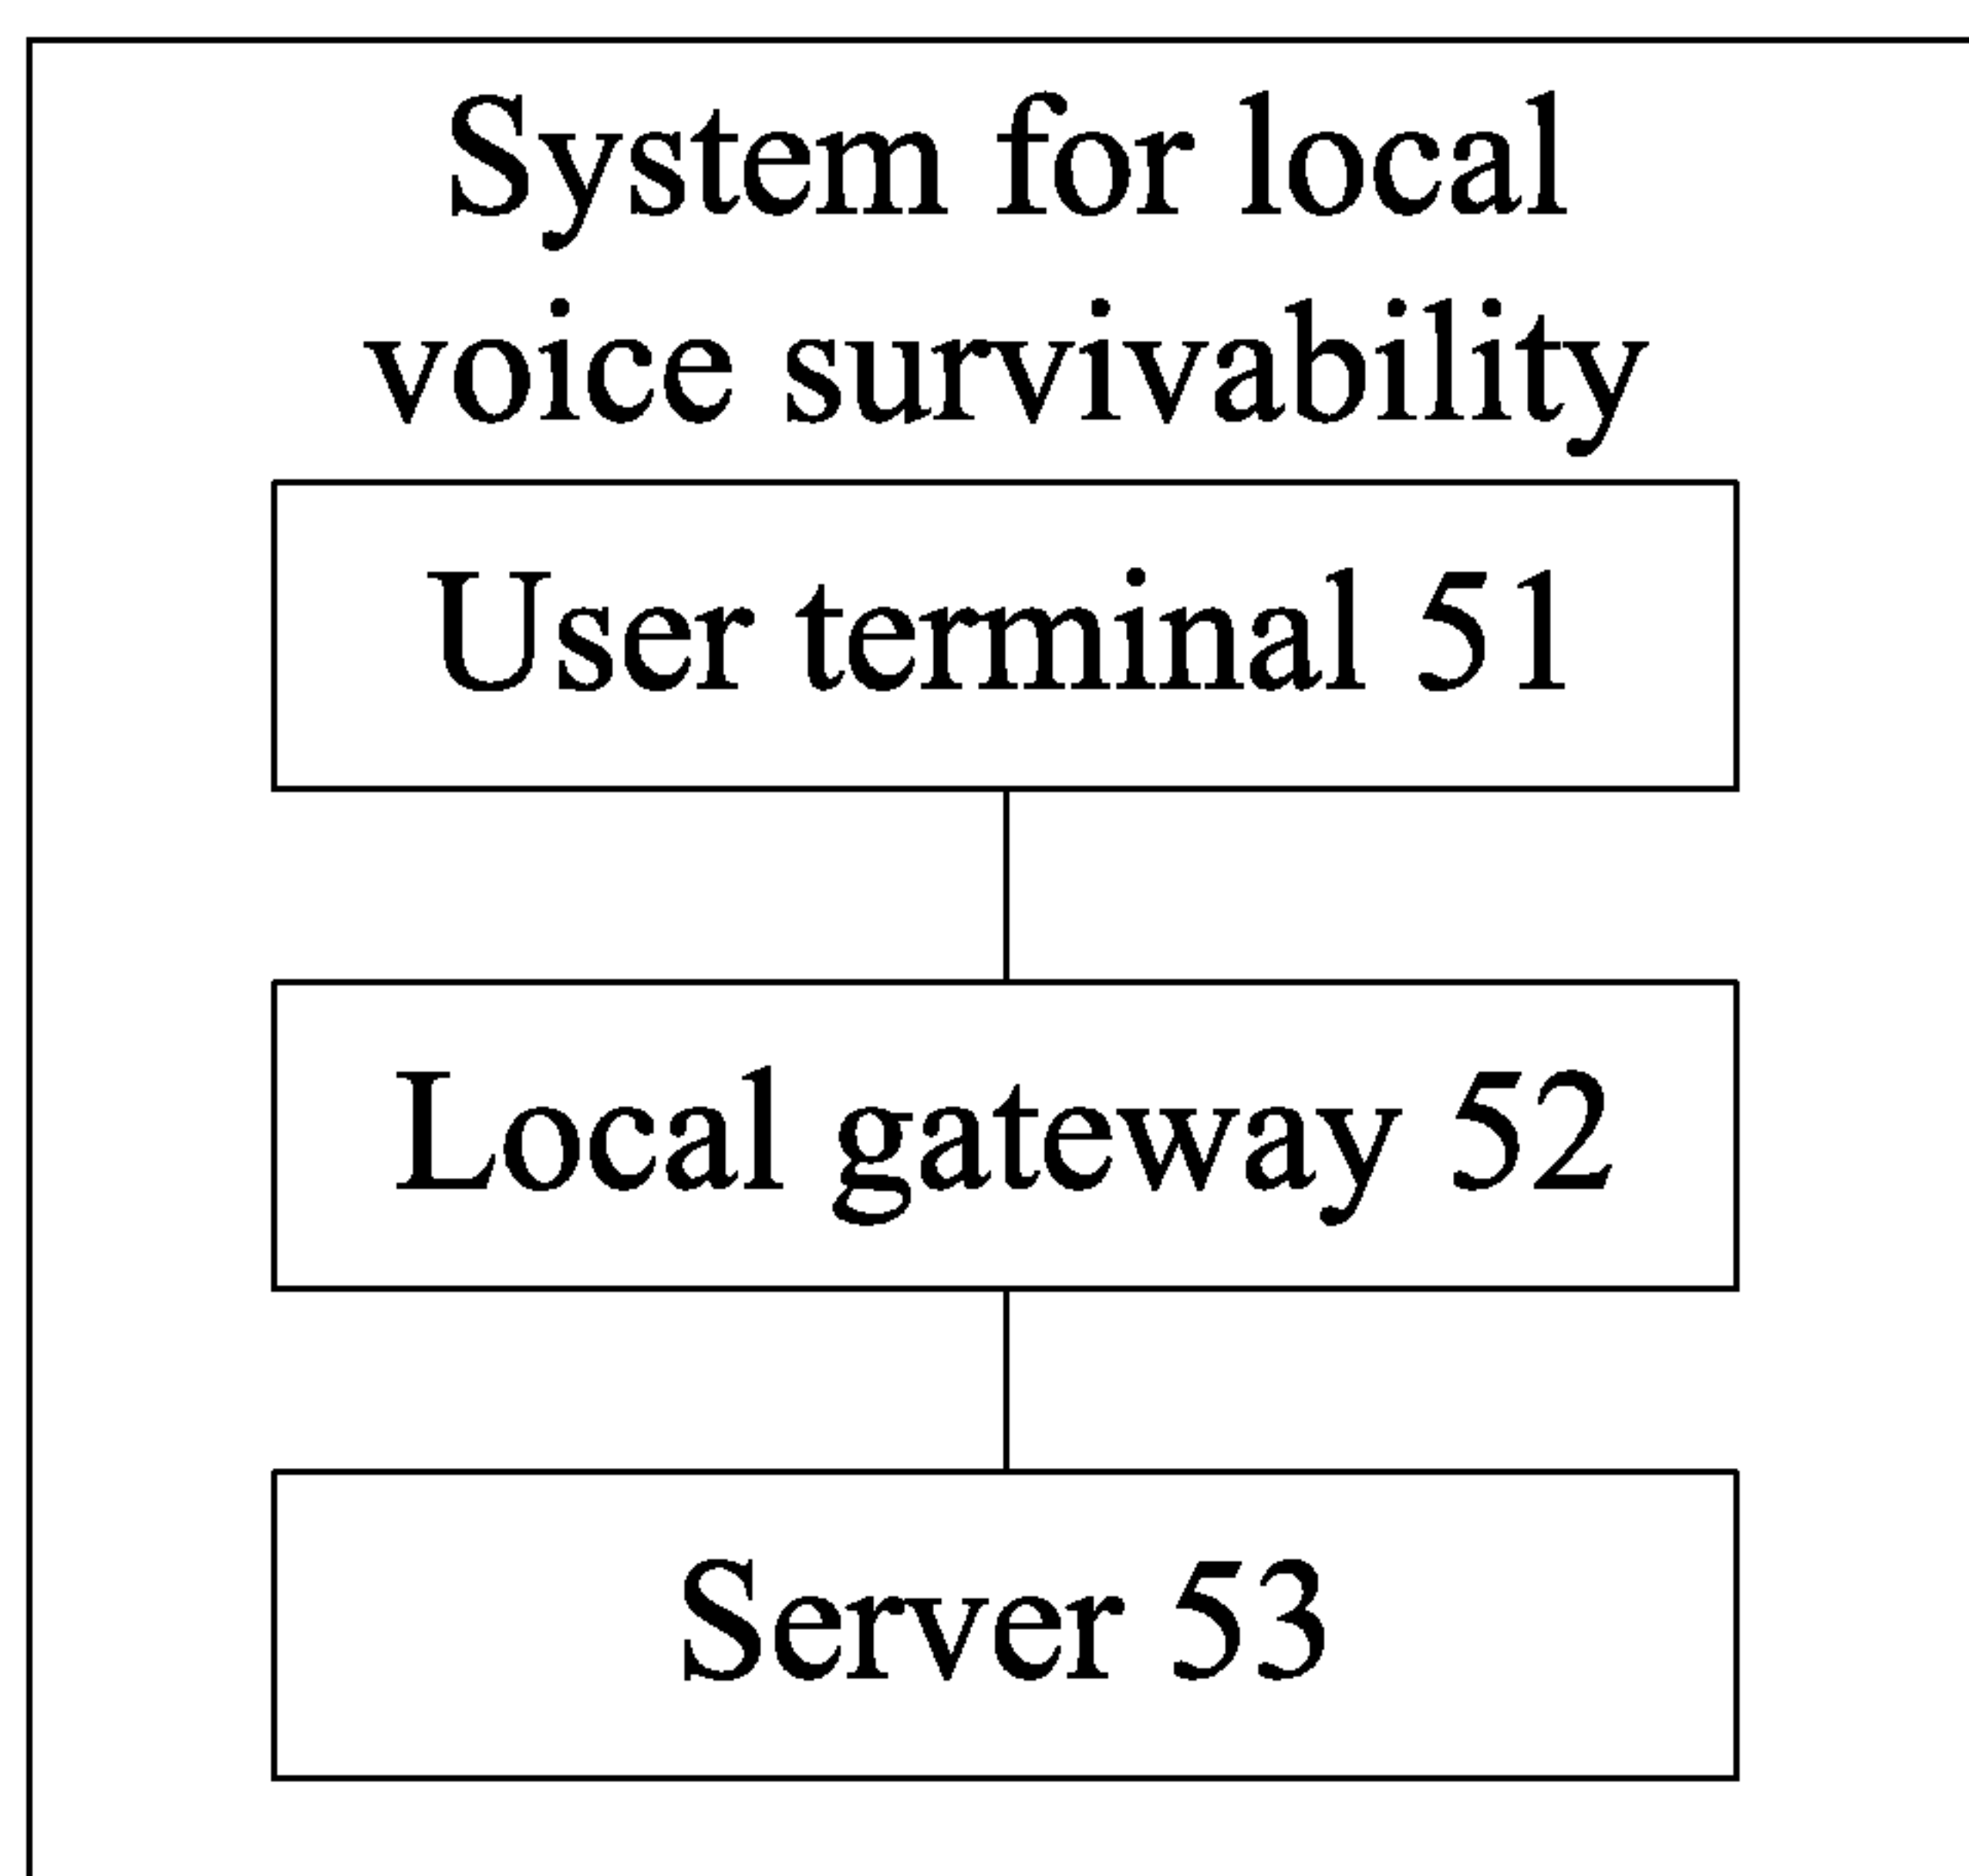 System for local
voice survivability
User terminal 51
Local gateway 52
Server 53